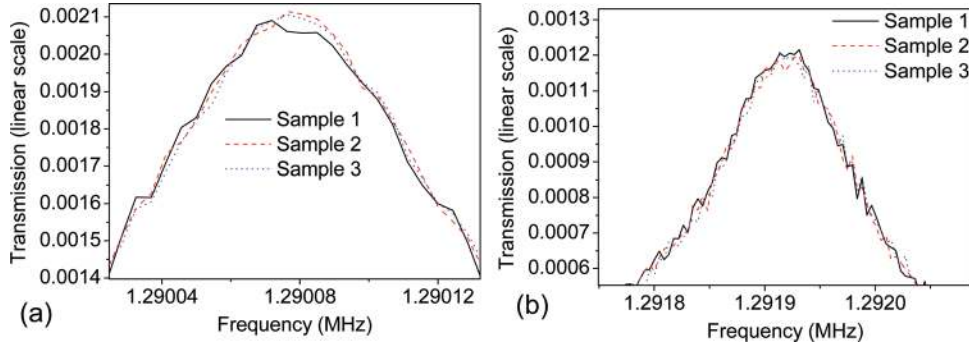 0.0021
0.0020
0.0019
0.0018
0.0017
0.0016
0.0015
0.0014
Transmission (linear scale)
Sample 1
Sample 2
Sample 3
1.29004
1.29008
1.29012
Frequency (MHz)
(a)
0.0013
0.0012
0.0011
0.0010
0.0009
0.0008
0.0007
0.0006
Transmission (linear scale)
Sample 1
Sample 2
Sample 3
1.2918
1.2919
1.2920
Frequency (MHz)
(b)